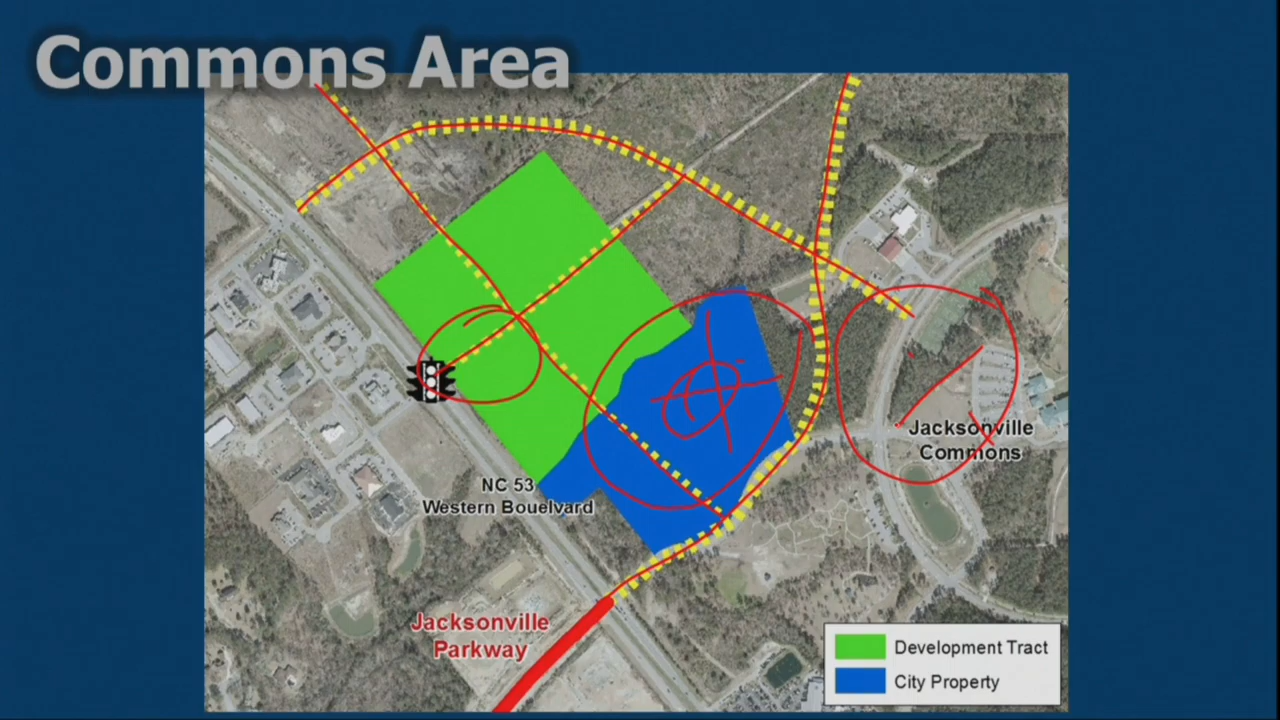 Commons Area
Jacksonville
Commons
NC 53
Western Bouelvard
Jacksonville
Parkway
Development Tract
City Property